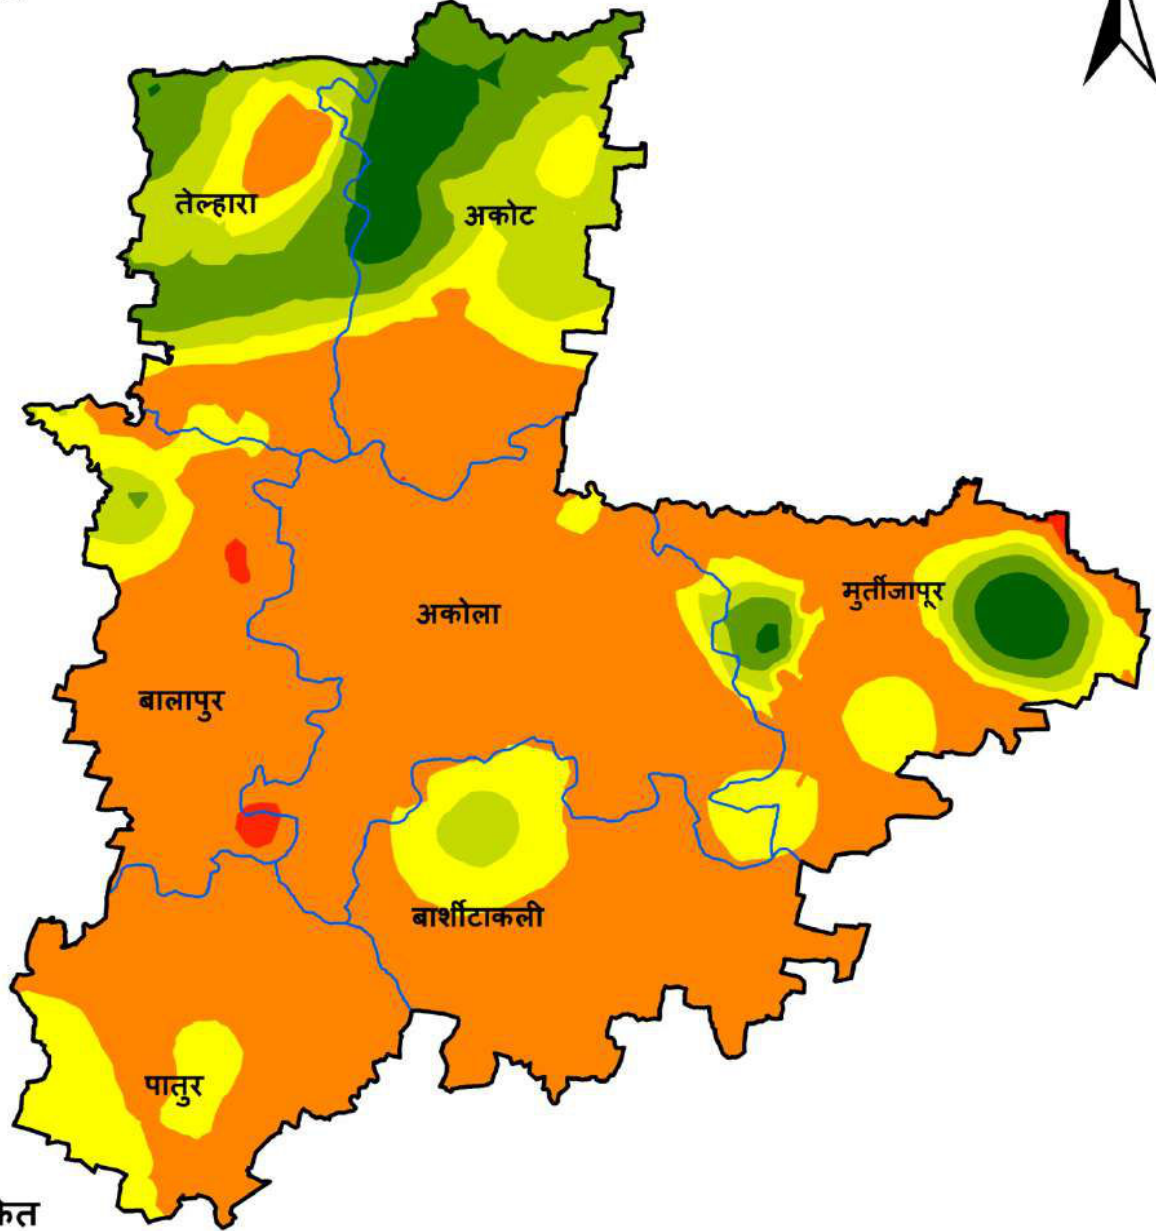 तेल्हारा
अकोट
मुर्तीजापूर
अकोला
बालापुर
बार्शीटाकली
पातुर